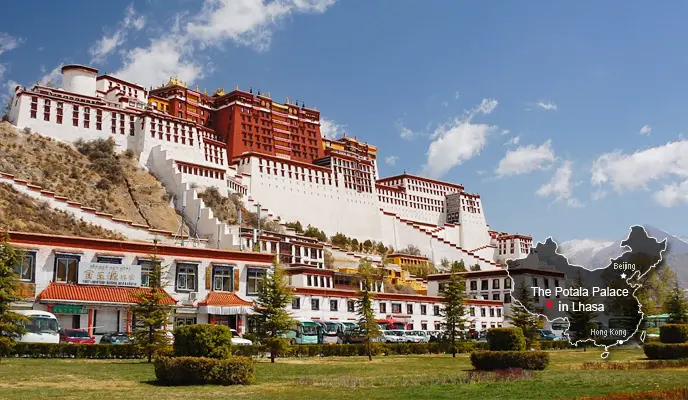 Beijing
The Potala Palace
in Lhasa
Hong Kong